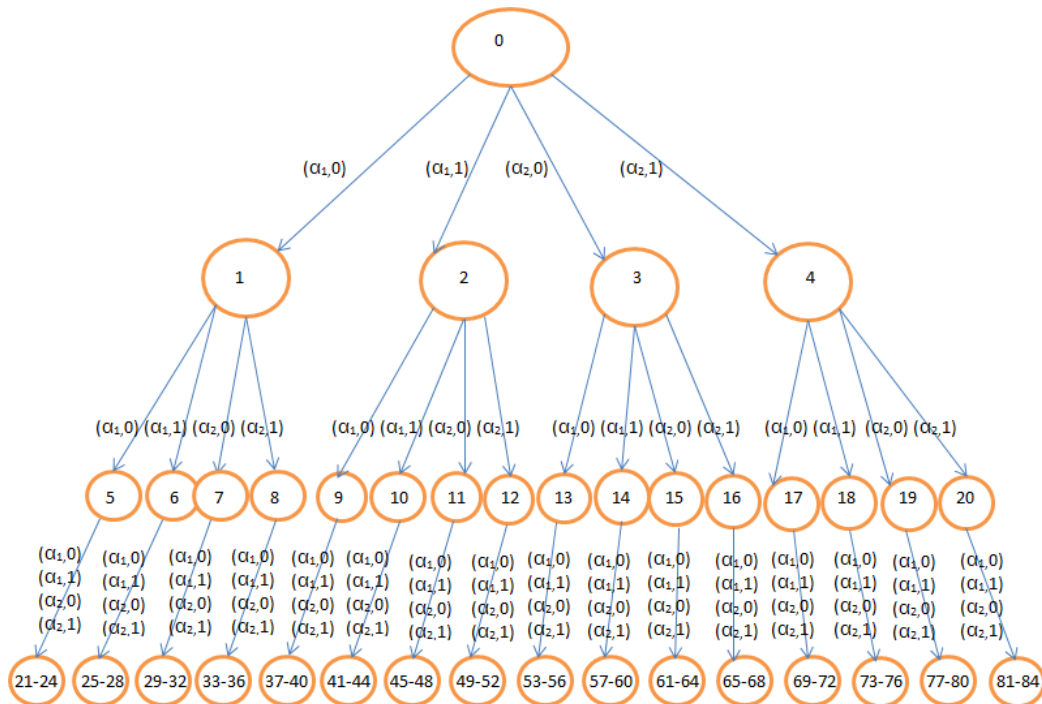 0
(α₁,0) (α₁,1) (α₂,0) (α₂,1)
1 2 3 4
(α₁,0) (α₁,1) (α₂,0) (α₂,1) (α₁,0) (α₁,1) (α₂,0) (α₂,1) (α₁,0) (α₁,1) (α₂,0) (α₂,1) (α₁,0) (α₁,1) (α₂,0) (α₂,1)
5 6 7 8 9 10 11 12 13 14 15 16 17 18 19 20
(α₁,0) (α₁,0) (α₁,0) (α₁,0) (α₁,0) (α₁,0) (α₁,0) (α₁,0) (α₁,0) (α₁,0) (α₁,0) (α₁,0) (α₁,0) (α₁,0) (α₁,0) (α₁,0)
(α₁,1) (α₁,1) (α₁,1) (α₁,1) (α₁,1) (α₁,1) (α₁,1) (α₁,1) (α₁,1) (α₁,1) (α₁,1) (α₁,1) (α₁,1) (α₁,1) (α₁,1) (α₁,1)
(α₂,0) (α₂,0) (α₂,0) (α₂,0) (α₂,0) (α₂,0) (α₂,0) (α₂,0) (α₂,0) (α₂,0) (α₂,0) (α₂,0) (α₂,0) (α₂,0) (α₂,0) (α₂,0)
(α₂,1) (α₂,1) (α₂,1) (α₂,1) (α₂,1) (α₂,1) (α₂,1) (α₂,1) (α₂,1) (α₂,1) (α₂,1) (α₂,1) (α₂,1) (α₂,1) (α₂,1) (α₂,1)
21-24 25-28 29-32 33-36 37-40 41-44 45-48 49-52 53-56 57-60 61-64 65-68 69-72 73-76 77-80 81-84